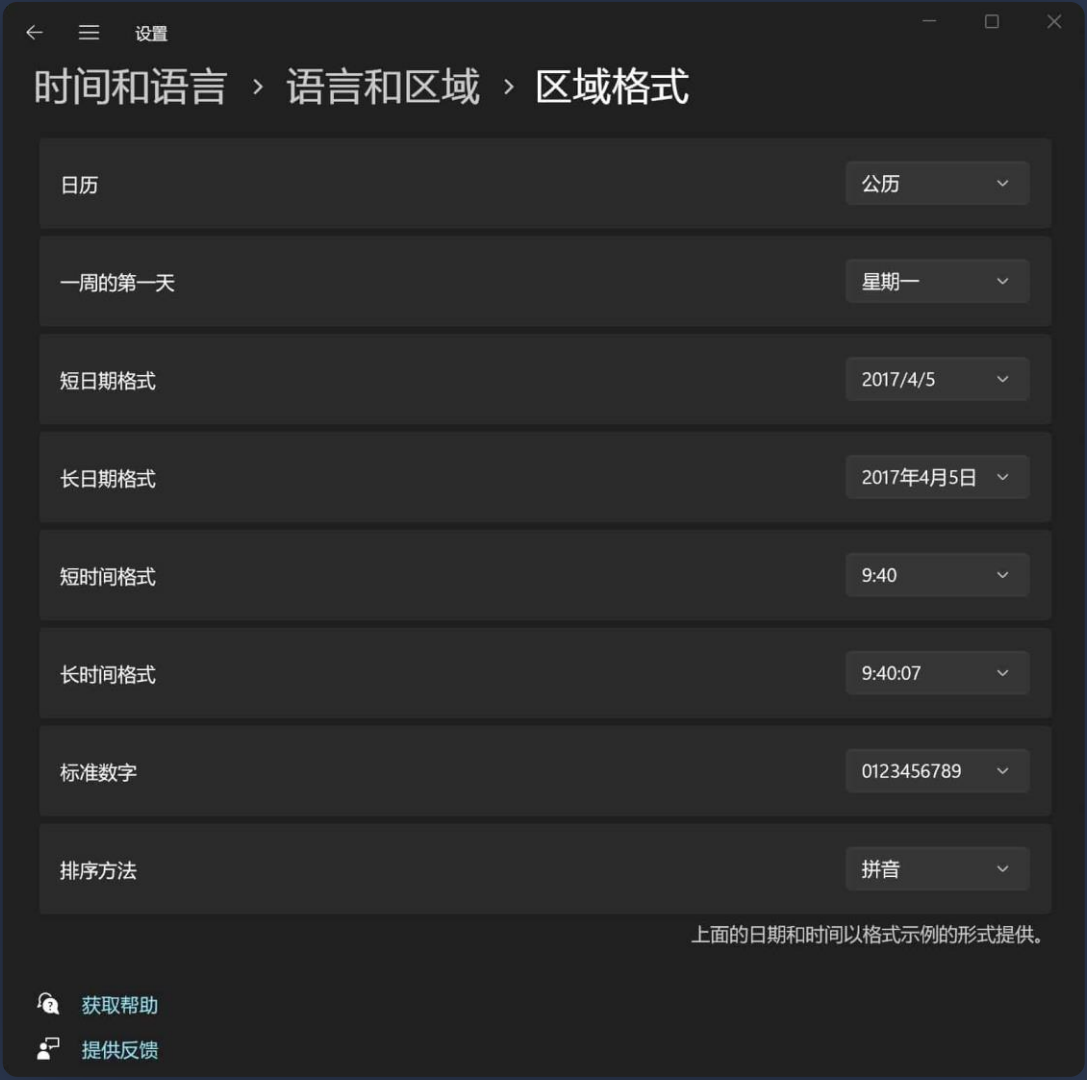 设置
时间和语言 › 语言和区域 › 区域格式
日历 公历
一周的第一天 星期一
短日期格式 2017/4/5
长日期格式 2017年4月5日
短时间格式 9:40
长时间格式 9:40:07
标准数字 0123456789
排序方法 拼音
上面的日期和时间以格式示例的形式提供。
获取帮助
提供反馈